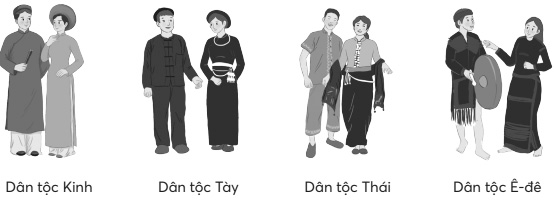 Dân tộc Kinh
Dân tộc Tày
Dân tộc Thái
Dân tộc Ê-đê